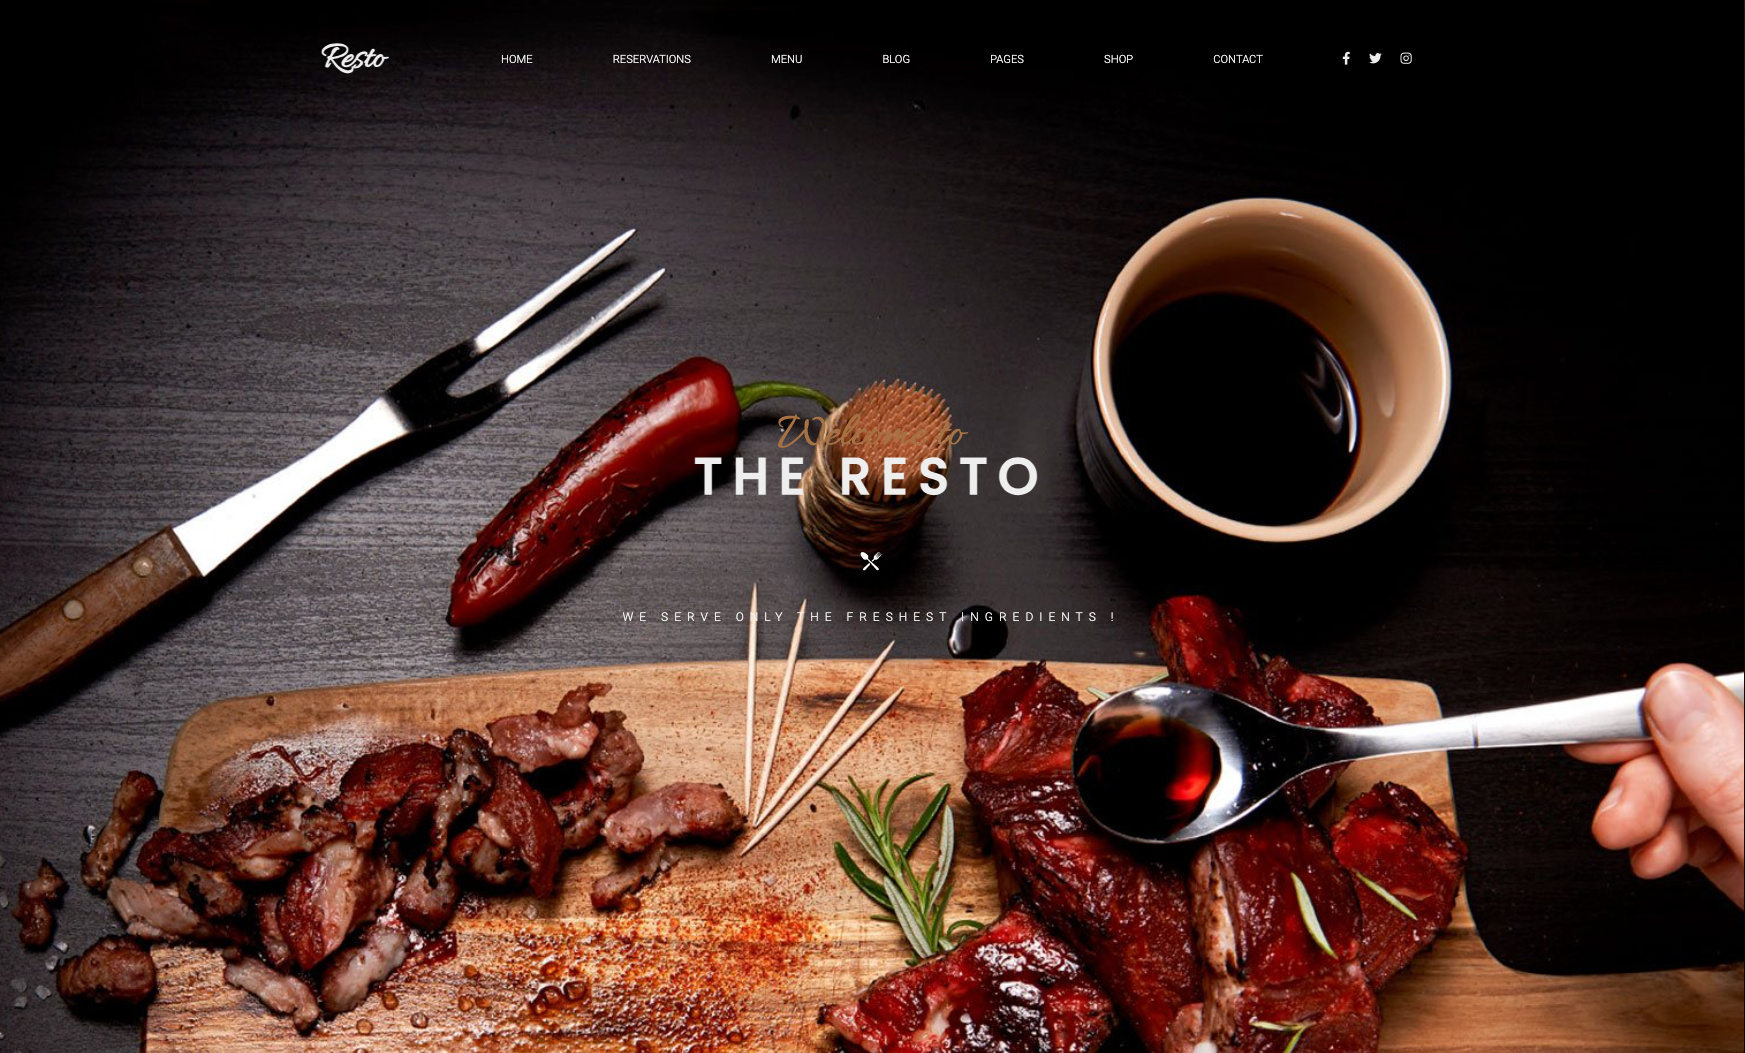 Resto HOME RESERVATIONS MENU BLOG PAGES SHOP CONTACT
Welcome to
THE RESTO
WE SERVE ONLY THE FRESHEST INGREDIENTS !